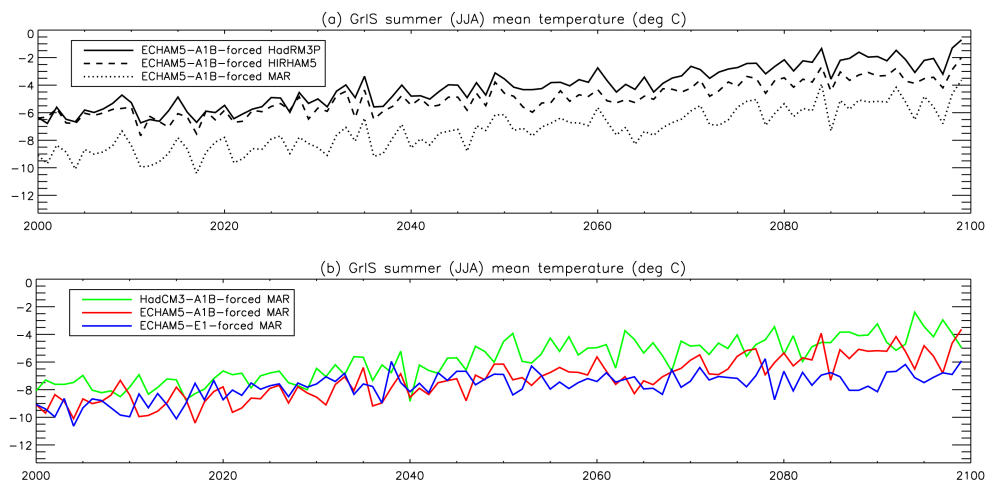 (a) GrIS summer (JJA) mean temperature (deg C)
0
ECHAM5-A1B-forced HadRM3P
-2
ECHAM5-A1B-forced HIRHAM5
ECHAM5-A1B-forced MAR
-4
-6
-8
-10
-12
2000 2020 2040 2060 2080 2100
(b) GrIS summer (JJA) mean temperature (deg C)
0
HadCM3-A1B-forced MAR
-2
ECHAM5-A1B-forced MAR
ECHAM5-E1-forced MAR
-4
-6
-8
-10
-12
2000 2020 2040 2060 2080 2100